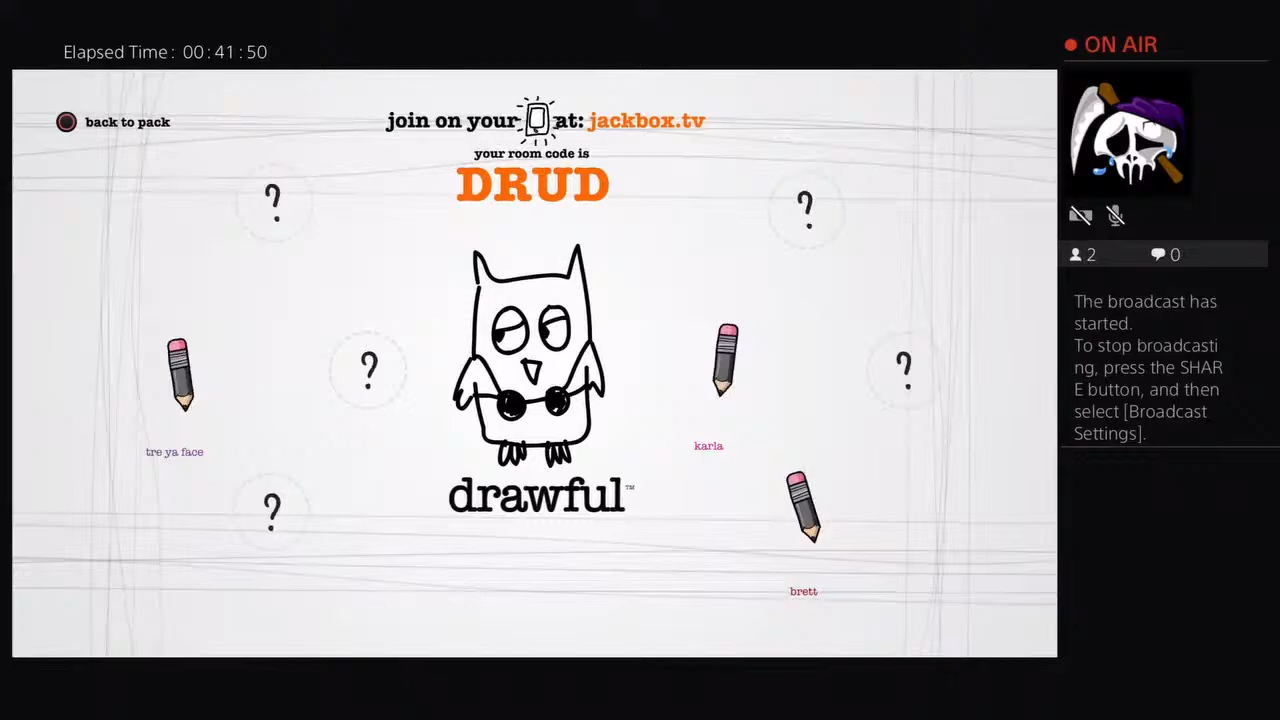 Elapsed Time: 00:41:50
ON AIR
back to pack
join on your at: jackbox.tv
your room code is
DRUD
?
?
2
0
The broadcast has
started.
To stop broadcasti
ng, press the SHAR
E button, and then
select [Broadcast
Settings].
?
?
tre ya face
karla
drawful™
?
brett